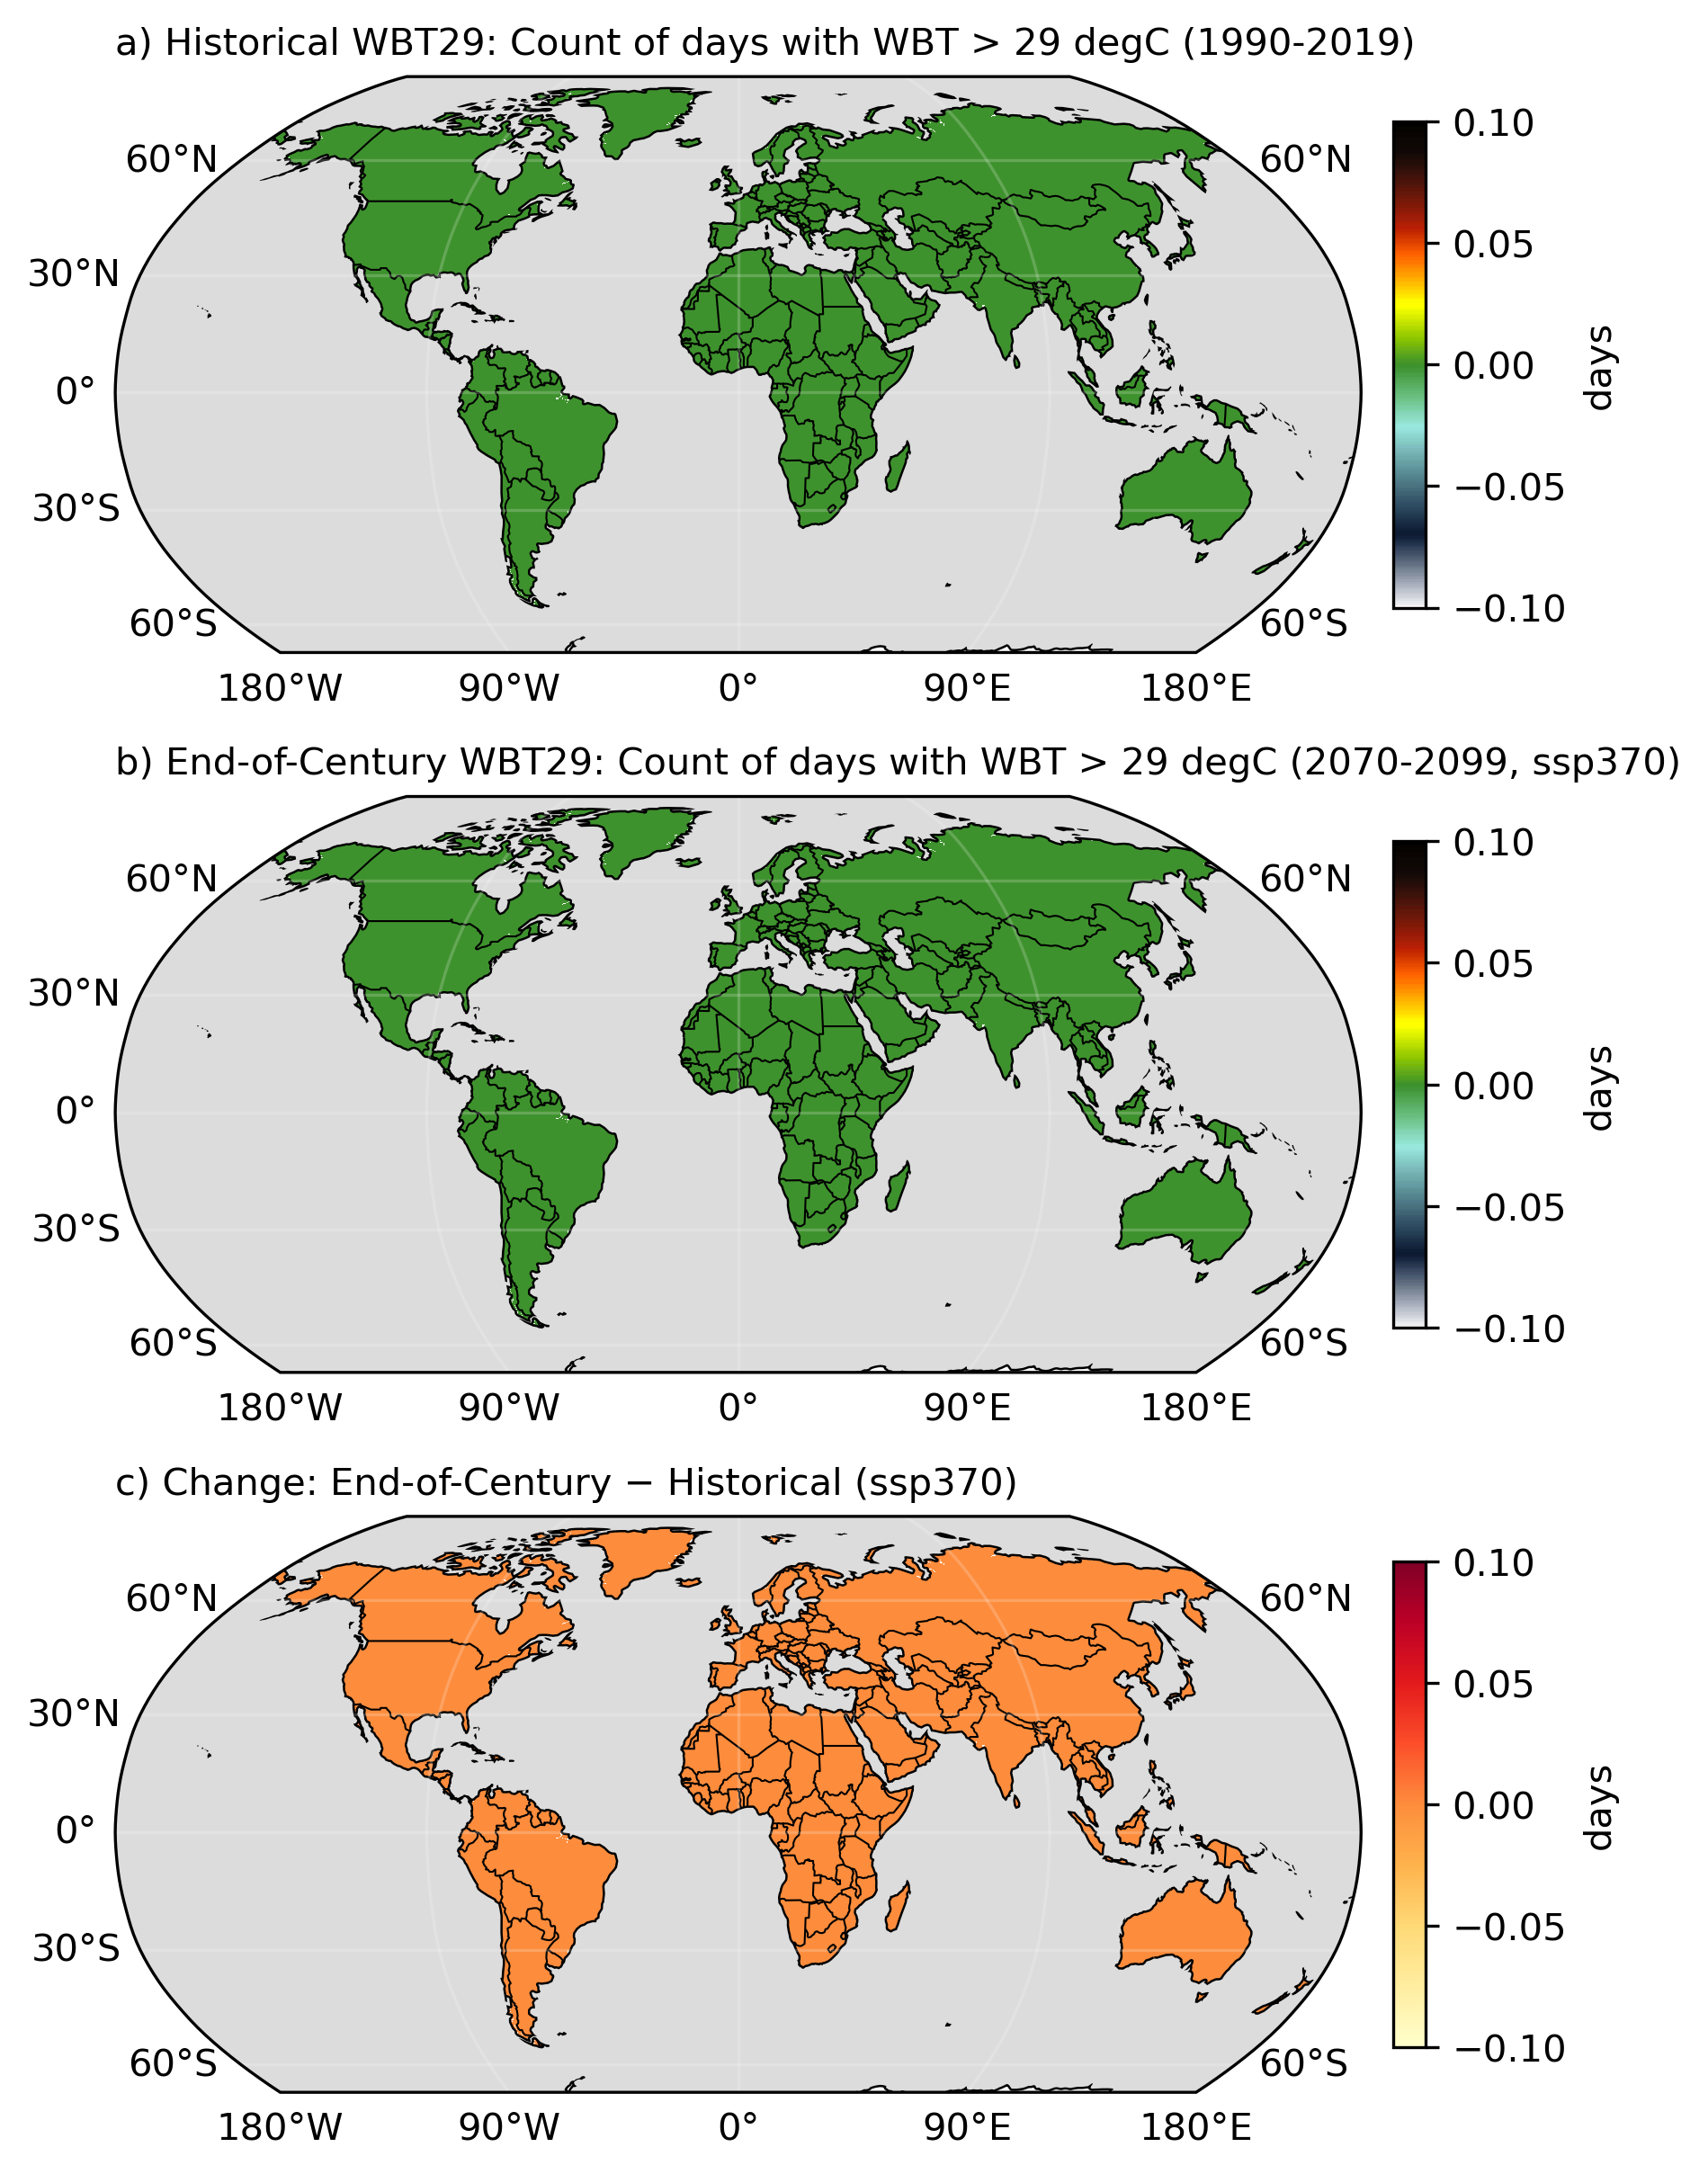 a) Historical WBT29: Count of days with WBT > 29 degC (1990-2019)
60°N 60°N
30°N
0°
30°S
60°S 60°S
180°W 90°W 0° 90°E 180°E
0.10
0.05
0.00
−0.05
−0.10
days
b) End-of-Century WBT29: Count of days with WBT > 29 degC (2070-2099, ssp370)
60°N 60°N
30°N
0°
30°S
60°S 60°S
180°W 90°W 0° 90°E 180°E
0.10
0.05
0.00
−0.05
−0.10
days
c) Change: End-of-Century − Historical (ssp370)
60°N 60°N
30°N
0°
30°S
60°S 60°S
180°W 90°W 0° 90°E 180°E
0.10
0.05
0.00
−0.05
−0.10
days